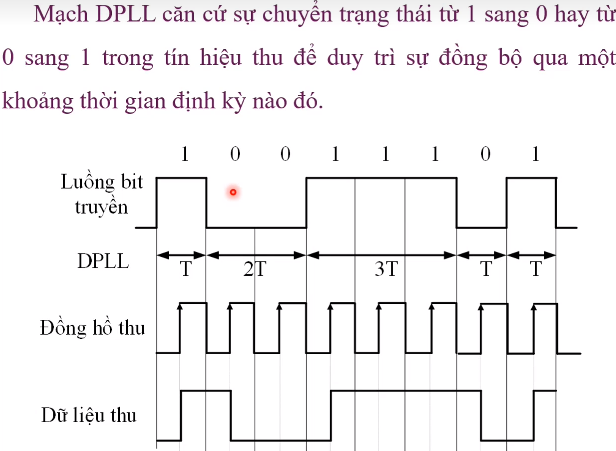 Mạch DPLL căn cứ sự chuyển trạng thái từ 1 sang 0 hay từ
0 sang 1 trong tín hiệu thu để duy trì sự đồng bộ qua một
khoảng thời gian định kỳ nào đó.
1 0 0 1 1 1 0 1
Luồng bit
truyền
DPLL T 2T 3T T T
Đồng hồ thu
Dữ liệu thu